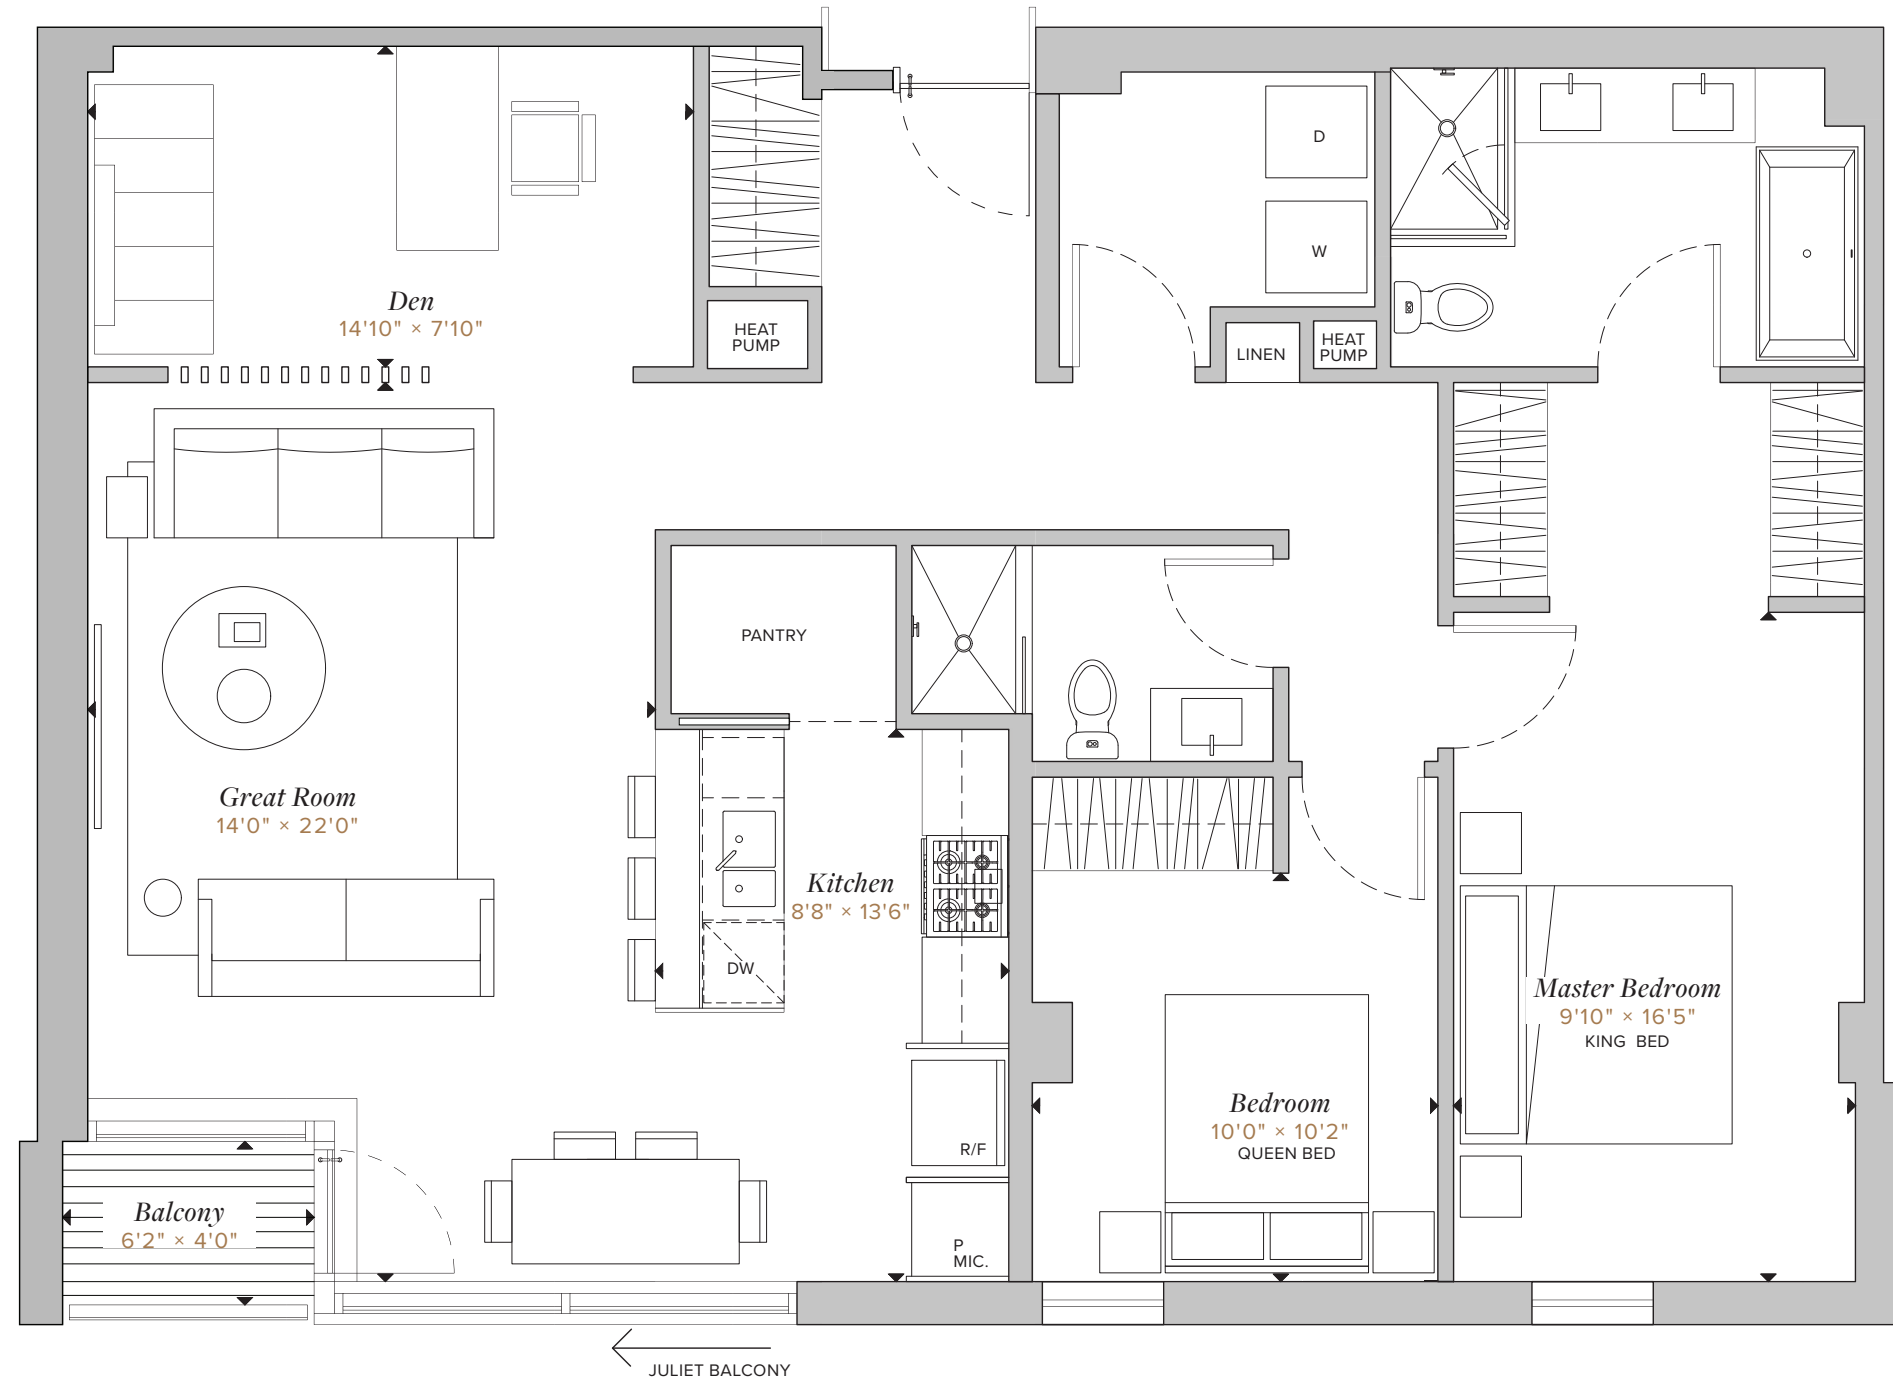 D
W
Den
14'10" × 7'10"
HEAT
PUMP
LINEN
HEAT
PUMP
PANTRY
Great Room
14'0" × 22'0"
Kitchen
8'8" × 13'6"
DW
Master Bedroom
9'10" × 16'5"
KING BED
Bedroom
10'0" × 10'2"
QUEEN BED
R/F
Balcony
6'2" × 4'0"
P
MIC.
JULIET BALCONY